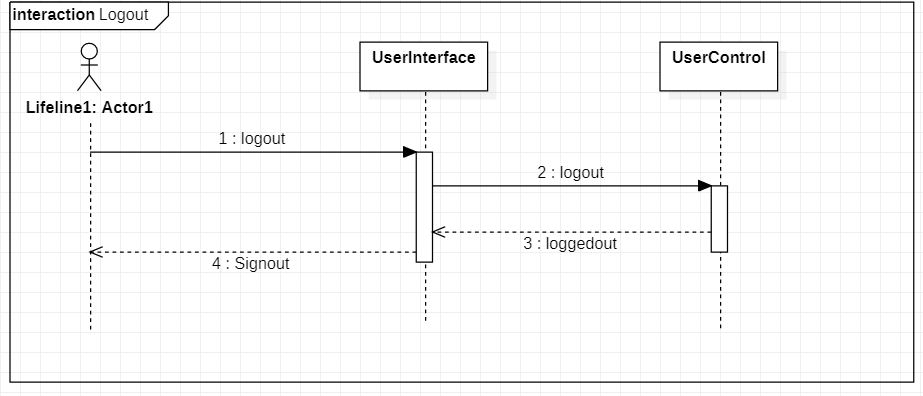 interaction Logout
UserInterface
UserControl
Lifeline1: Actor1
1 : logout
2 : logout
3 : loggedout
4 : Signout